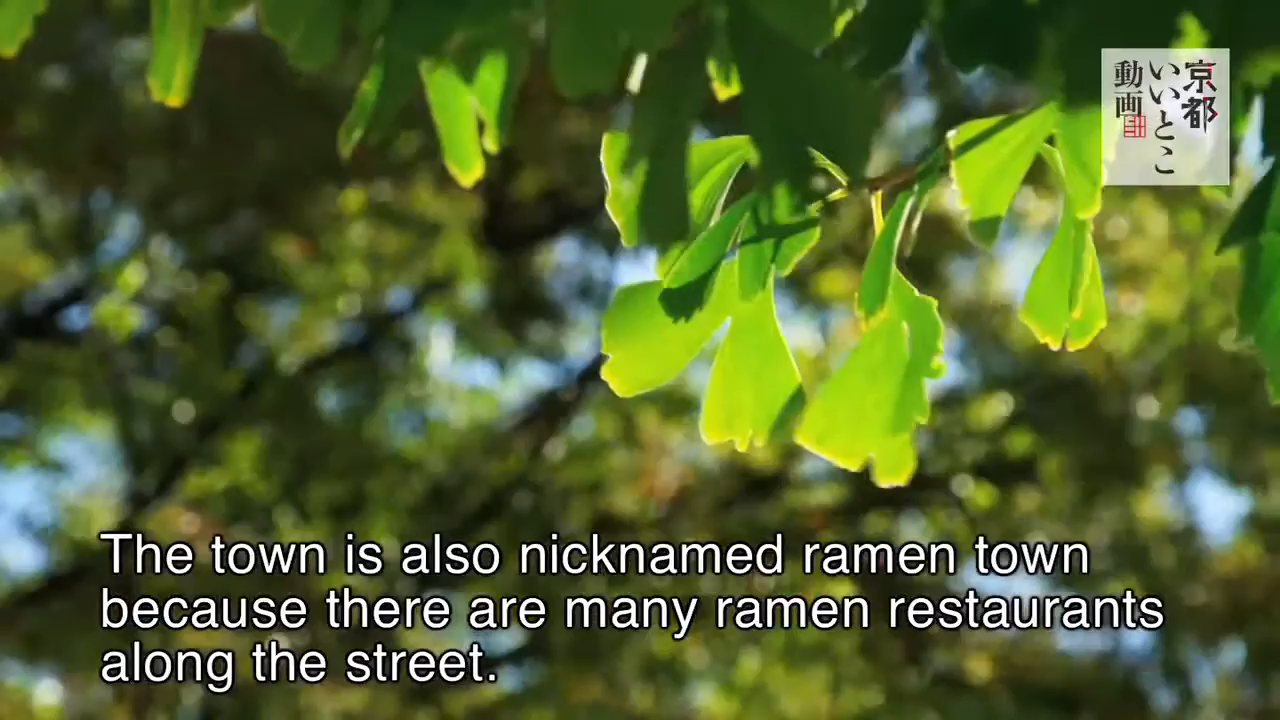 京都
いいとこ
動画
The town is also nicknamed ramen town
because there are many ramen restaurants
along the street.